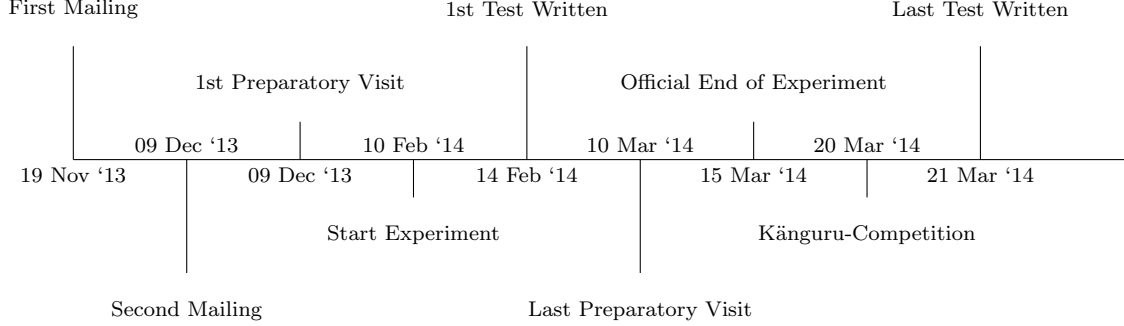 First Mailing
1st Test Written
Last Test Written
1st Preparatory Visit
Official End of Experiment
09 Dec ‘13
10 Feb ‘14
10 Mar ‘14
20 Mar ‘14
19 Nov ‘13
09 Dec ‘13
14 Feb ‘14
15 Mar ‘14
21 Mar ‘14
Start Experiment
Känguru-Competition
Second Mailing
Last Preparatory Visit